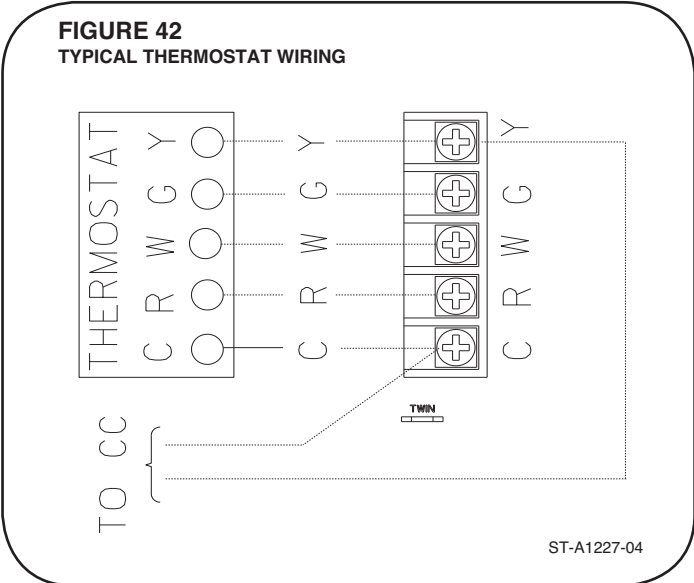 FIGURE 42
TYPICAL THERMOSTAT WIRING
THERMOSTAT
Y Y Y
G G G
W W W
R R R
C C C
TWIN
TO CC
ST-A1227-04